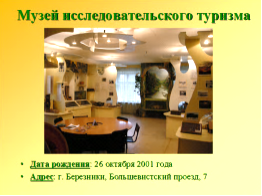 Музей исследовательского туризма
• Дата рождения: 26 октября 2001 года
• Адрес: г. Березники, Большевистский проезд, 7